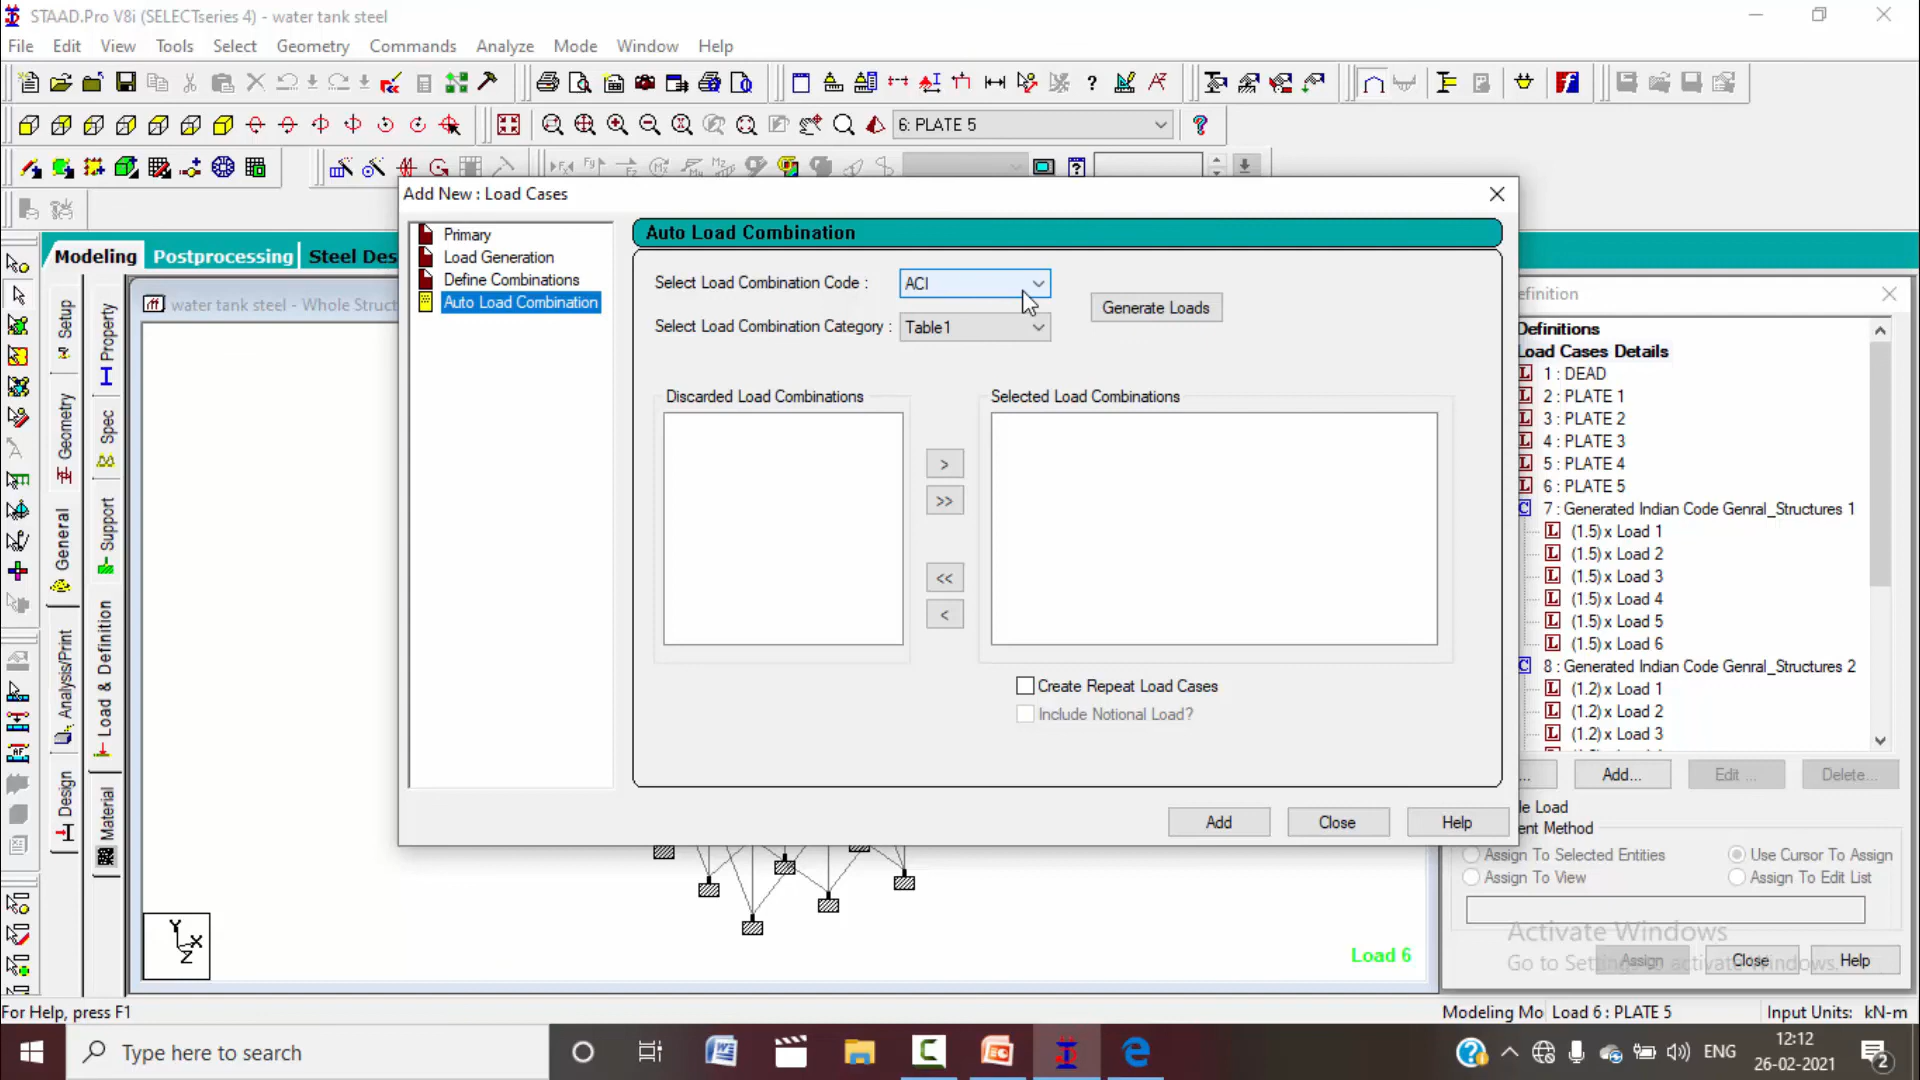 STAAD.Pro V8i (SELECTseries 4) - water tank steel
File Edit View Tools Select Geometry Commands Analyze Mode Window Help
6: PLATE 5
Modeling Postprocessing Steel Des
water tank steel - Whole Struct
Setup
Geometry
General
Analysis/Print
Design
Property
Spec
Support
Load & Definition
Material
Add New : Load Cases
Primary
Load Generation
Define Combinations
Auto Load Combination
Auto Load Combination
Select Load Combination Code :
ACI
Generate Loads
Select Load Combination Category :
Table1
Discarded Load Combinations
Selected Load Combinations
>
>>
<<
<
Create Repeat Load Cases
Include Notional Load?
Add Close Help
efinition
Definitions
Load Cases Details
1 : DEAD
2 : PLATE 1
3 : PLATE 2
4 : PLATE 3
5 : PLATE 4
6 : PLATE 5
7 : Generated Indian Code Genral_Structures 1
(1.5) x Load 1
(1.5) x Load 2
(1.5) x Load 3
(1.5) x Load 4
(1.5) x Load 5
(1.5) x Load 6
8 : Generated Indian Code Genral_Structures 2
(1.2) x Load 1
(1.2) x Load 2
(1.2) x Load 3
... Add... Edit ... Delete...
le Load
ent Method
Assign To Selected Entities Use Cursor To Assign
Assign To View Assign To Edit List
Activate Windows
Go to Settings to activate Windows.
Assign Close Help
Y
X
Z
Load 6
For Help, press F1
Modeling Mo Load 6 : PLATE 5 Input Units: kN-m
Type here to search
ENG
12:12
26-02-2021
2